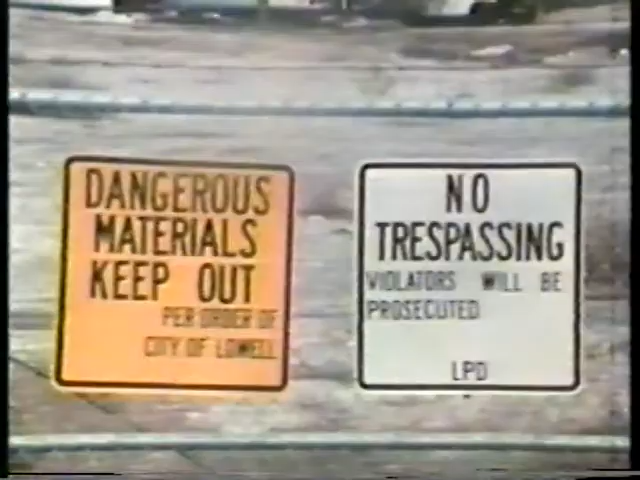 DANGEROUS
MATERIALS
KEEP OUT
PER ORDER OF
CITY OF LOWELL
NO
TRESPASSING
VIOLATORS WILL BE
PROSECUTED
LPD